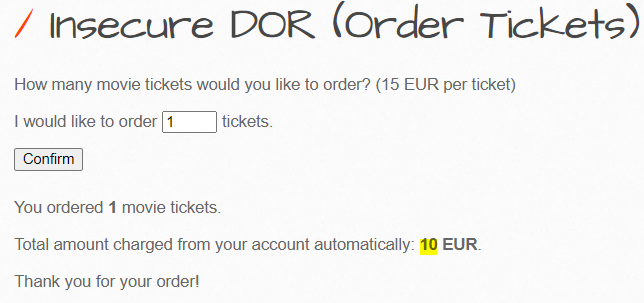 / Insecure DOR (Order Tickets)
How many movie tickets would you like to order? (15 EUR per ticket)
I would like to order 1 tickets.
Confirm
You ordered 1 movie tickets.
Total amount charged from your account automatically: 10 EUR.
Thank you for your order!